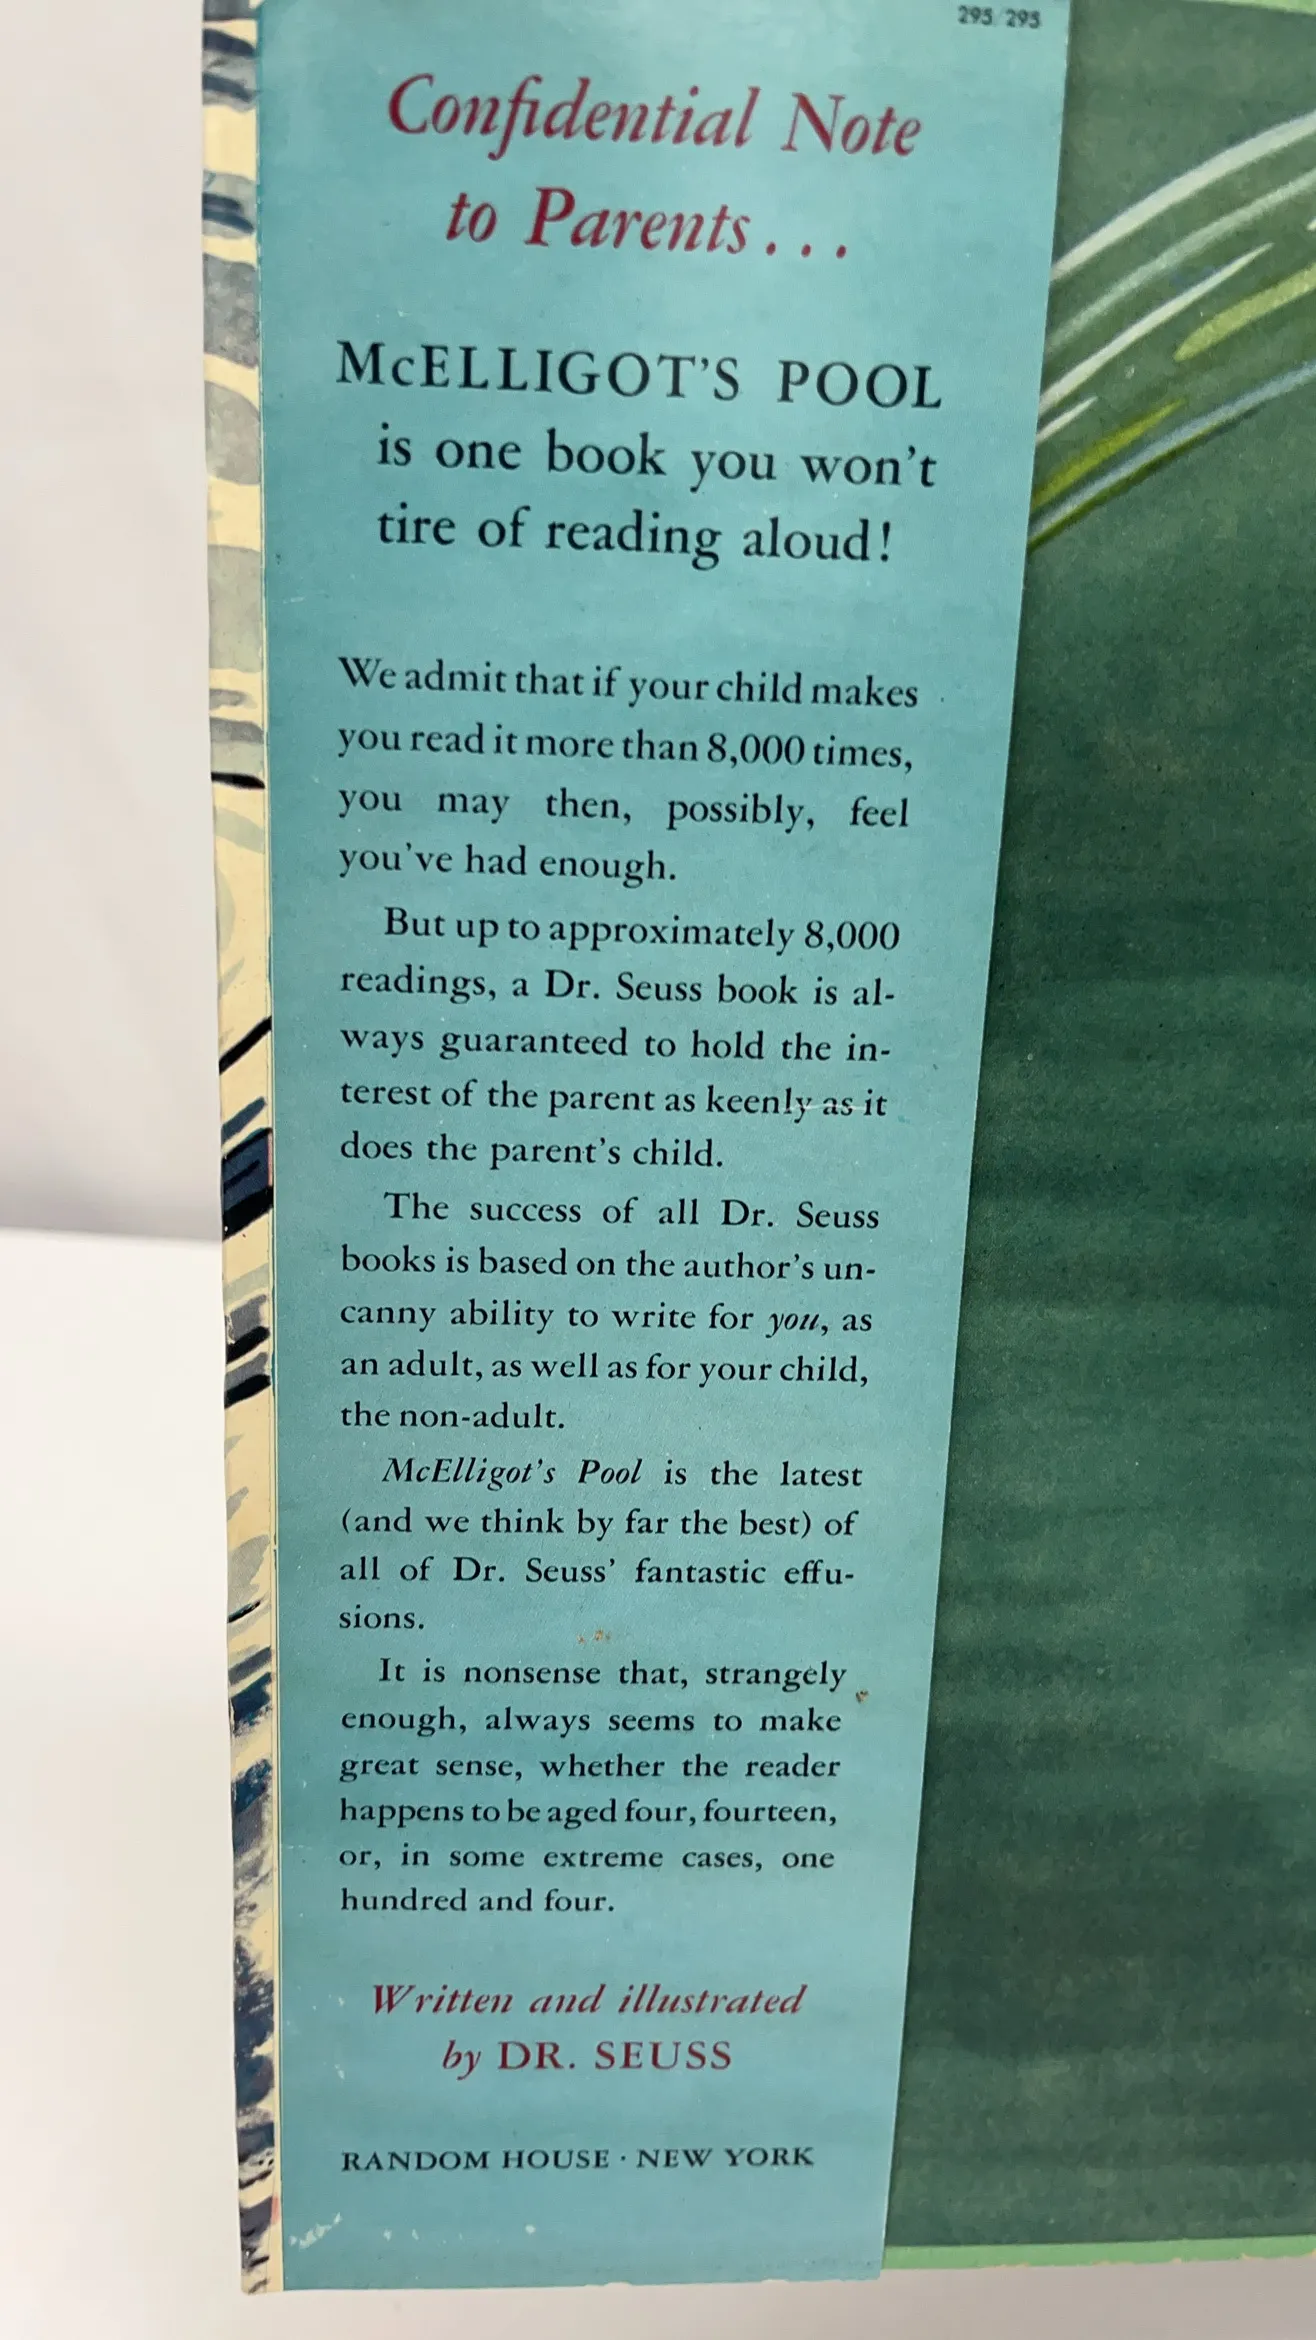 295/295
Confidential Note
to Parents...
McELLIGOT'S POOL
is one book you won't
tire of reading aloud!
We admit that if your child makes
you read it more than 8,000 times,
you may then, possibly, feel
you've had enough.
But up to approximately 8,000
readings, a Dr. Seuss book is al-
ways guaranteed to hold the in-
terest of the parent as keenly as it
does the parent's child.
The success of all Dr. Seuss
books is based on the author's un-
canny ability to write for you, as
an adult, as well as for your child,
the non-adult.
McElligot's Pool is the latest
(and we think by far the best) of
all of Dr. Seuss' fantastic effu-
sions.
It is nonsense that, strangely
enough, always seems to make
great sense, whether the reader
happens to be aged four, fourteen,
or, in some extreme cases, one
hundred and four.
Written and illustrated
by DR. SEUSS
RANDOM HOUSE · NEW YORK